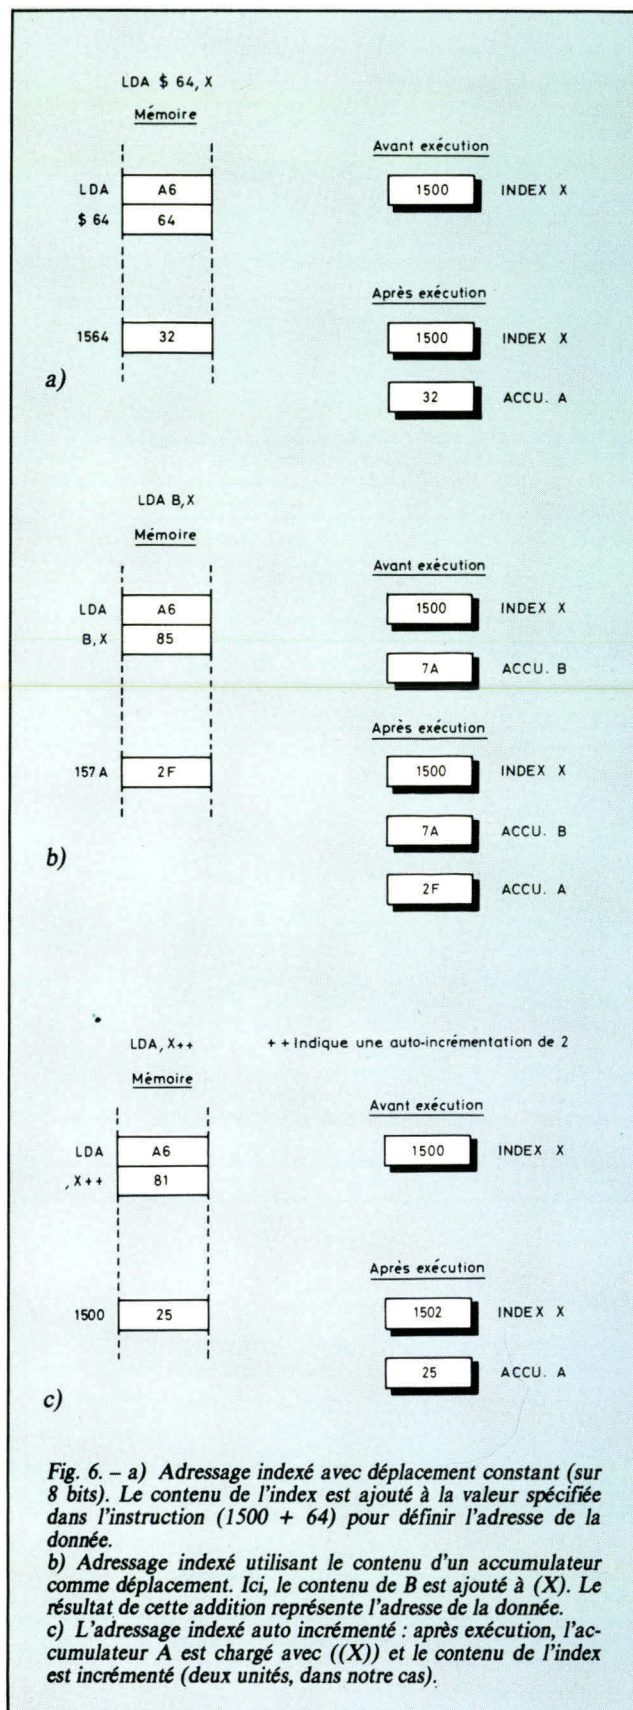 LDA $ 64, X
Mémoire
Avant exécution
LDA A6 1500 INDEX X
$ 64 64
Après exécution
1564 32 1500 INDEX X
a)
32 ACCU. A
LDA B,X
Mémoire
Avant exécution
LDA A6 1500 INDEX X
B,X 85
7A ACCU. B
Après exécution
157A 2F 1500 INDEX X
7A ACCU. B
b)
2F ACCU. A
LDA, X++ ++ Indique une auto-incrémentation de 2
Mémoire
Avant exécution
LDA A6 1500 INDEX X
, X++ 81
Après exécution
1500 25 1502 INDEX X
25 ACCU. A
c)
Fig. 6. – a) Adressage indexé avec déplacement constant (sur
8 bits). Le contenu de l'index est ajouté à la valeur spécifiée
dans l'instruction (1500 + 64) pour définir l'adresse de la
donnée.
b) Adressage indexé utilisant le contenu d'un accumulateur
comme déplacement. Ici, le contenu de B est ajouté à (X). Le
résultat de cette addition représente l'adresse de la donnée.
c) L'adressage indexé auto incrémenté : après exécution, l'ac-
cumulateur A est chargé avec ((X)) et le contenu de l'index
est incrémenté (deux unités, dans notre cas).